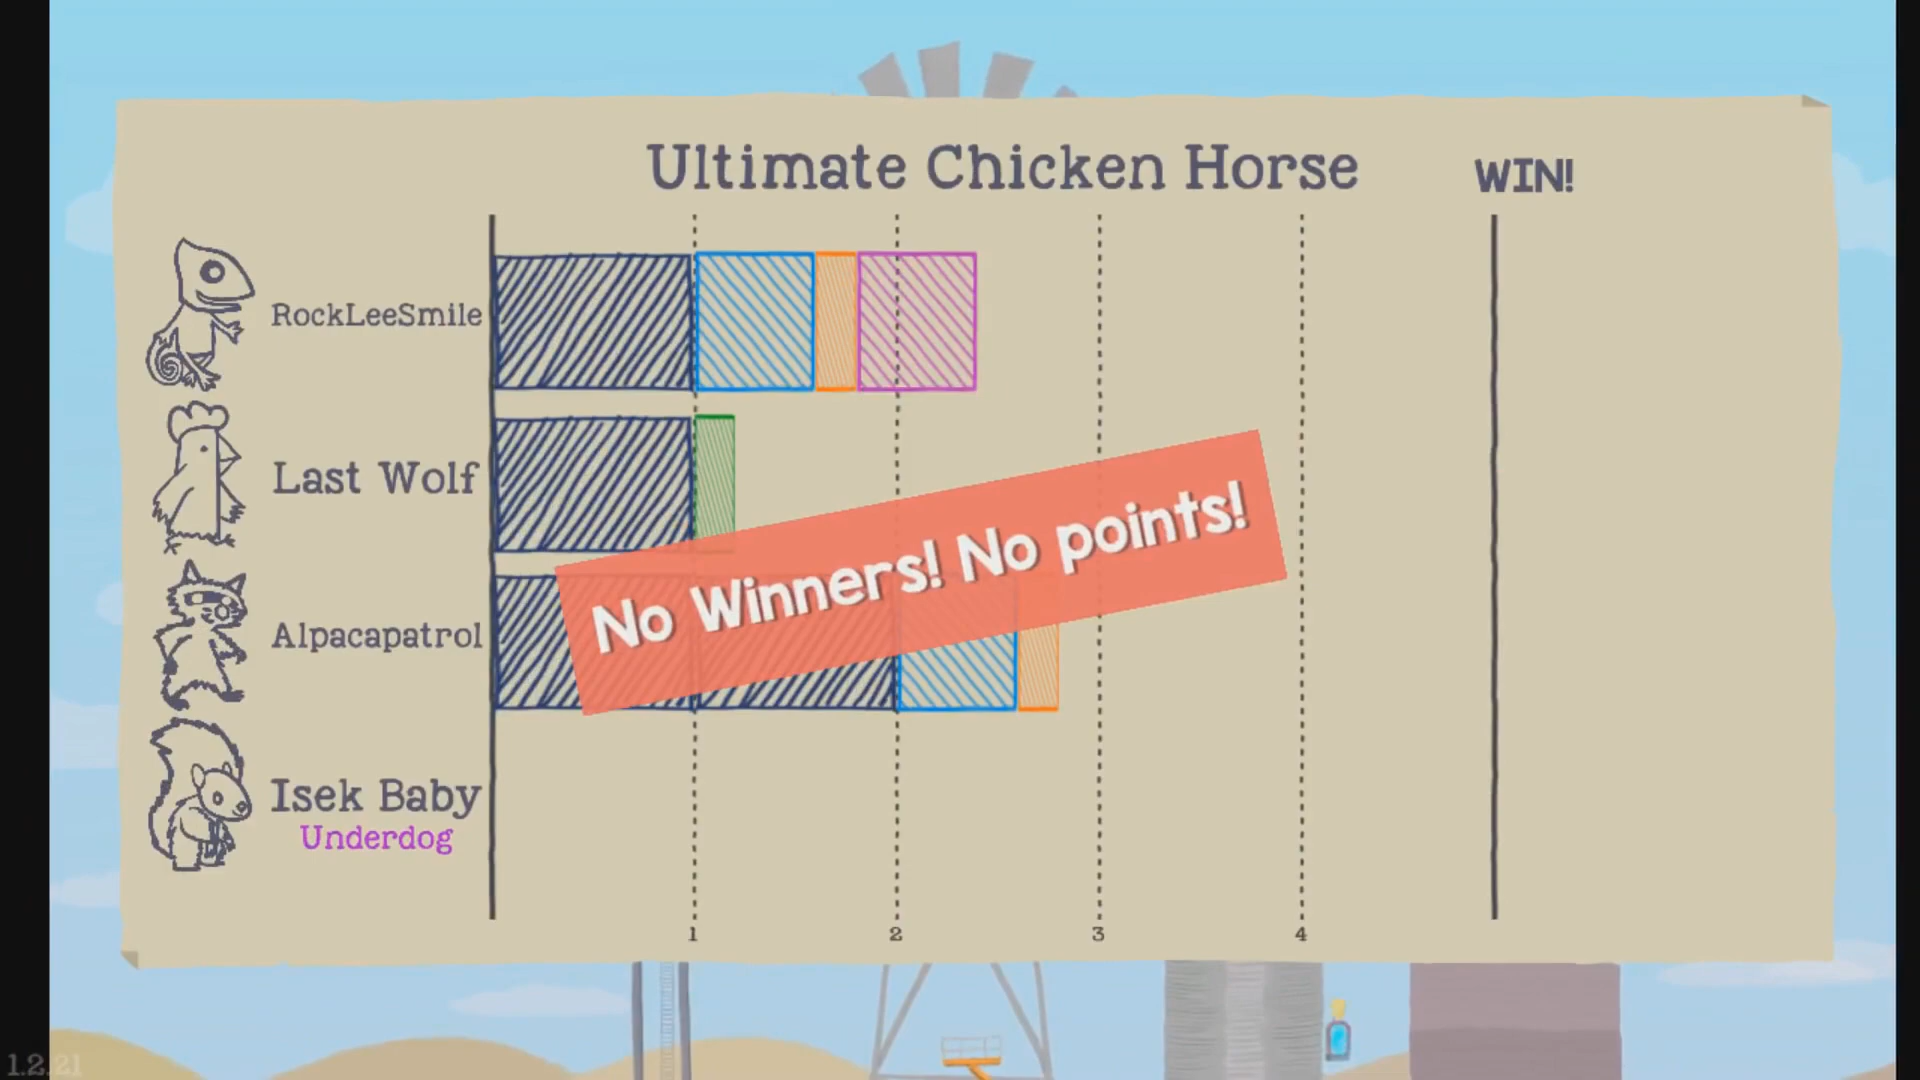 Ultimate Chicken Horse
WIN!
RockLeeSmile
Last Wolf
No Winners! No points!
Alpacapatrol
Isek Baby
Underdog
1 2 3 4
1.2.21